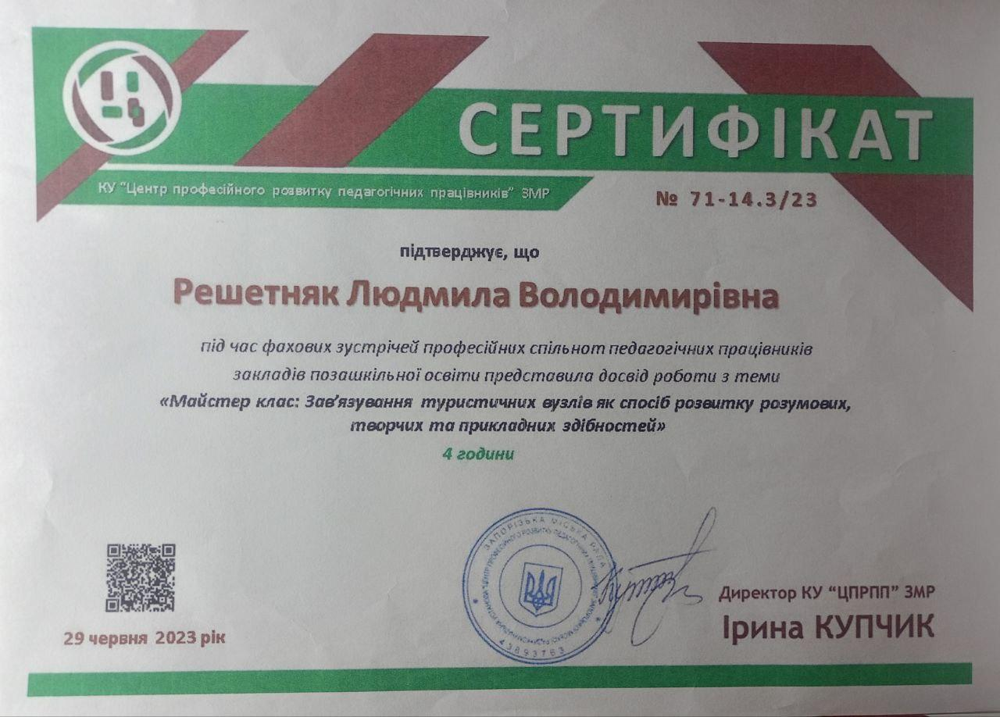 СЕРТИФІКАТ
КУ "Центр професійного розвитку педагогічних працівників" ЗМР
№ 71-14.3/23
підтверджує, що
Решетняк Людмила Володимирівна
під час фахових зустрічей професійних спільнот педагогічних працівників
закладів позашкільної освіти представила досвід роботи з теми
«Майстер клас: Зав'язування туристичних вузлів як спосіб розвитку розумових,
творчих та прикладних здібностей»
4 години
ЗАПОРІЗЬКА МІСЬКА РАДА
43893763
Директор КУ "ЦПРПП" ЗМР
Ірина КУПЧИК
29 червня 2023 рік